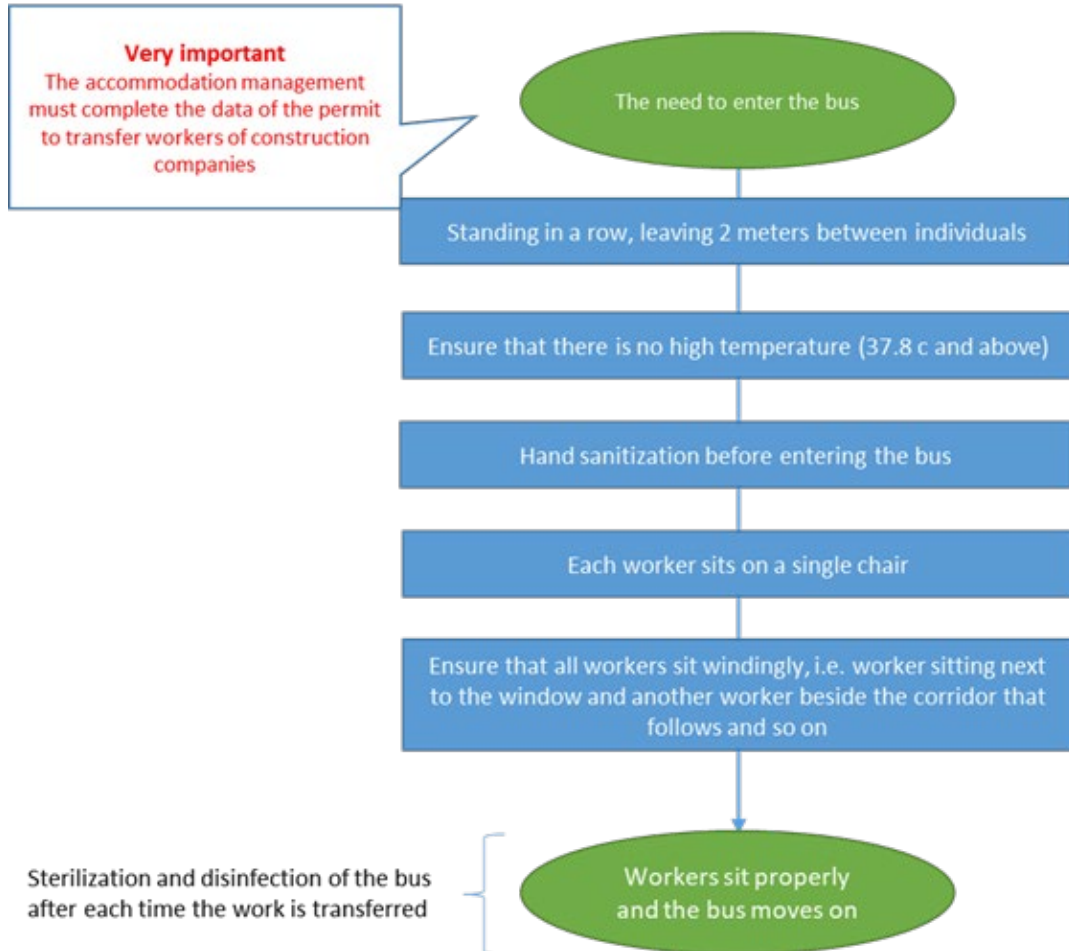 Very important
The accommodation management
must complete the data of the permit
to transfer workers of construction
companies
The need to enter the bus
Standing in a row, leaving 2 meters between individuals
Ensure that there is no high temperature (37.8 c and above)
Hand sanitization before entering the bus
Each worker sits on a single chair
Ensure that all workers sit windingly, i.e. worker sitting next
to the window and another worker beside the corridor that
follows and so on
Workers sit properly
and the bus moves on
Sterilization and disinfection of the bus
after each time the work is transferred